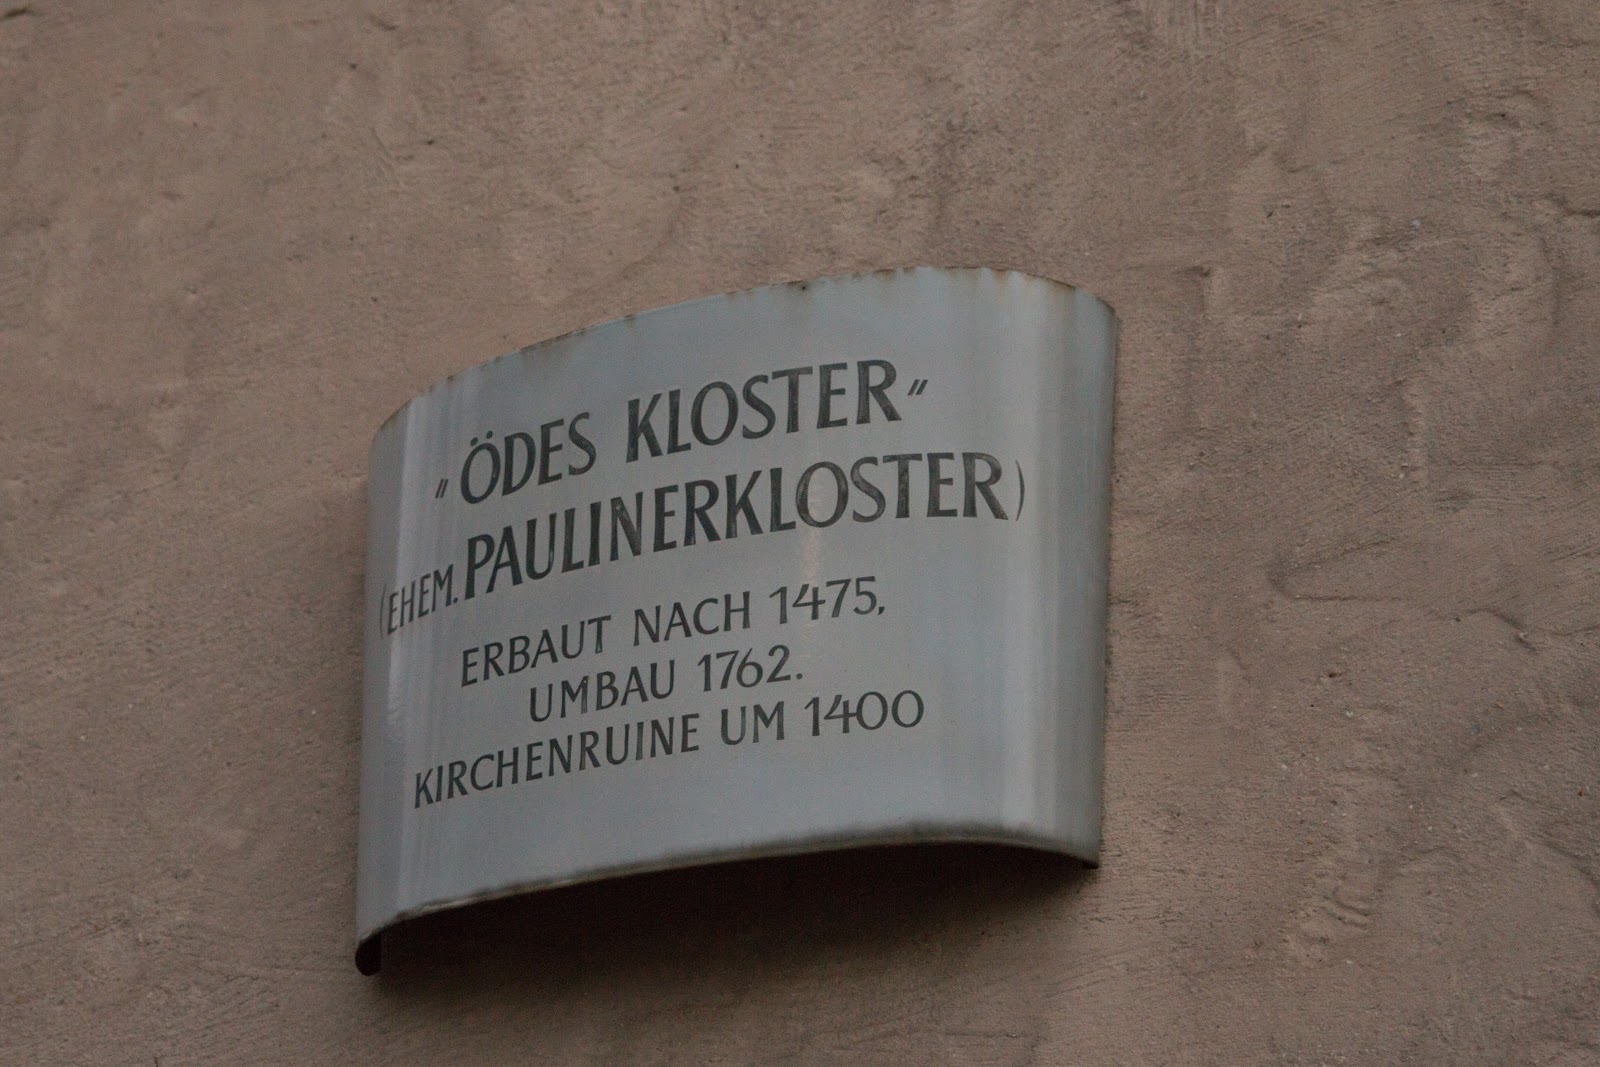 "ÖDES KLOSTER"
(EHEM. PAULINERKLOSTER)
ERBAUT NACH 1475,
UMBAU 1762.
KIRCHENRUINE UM 1400